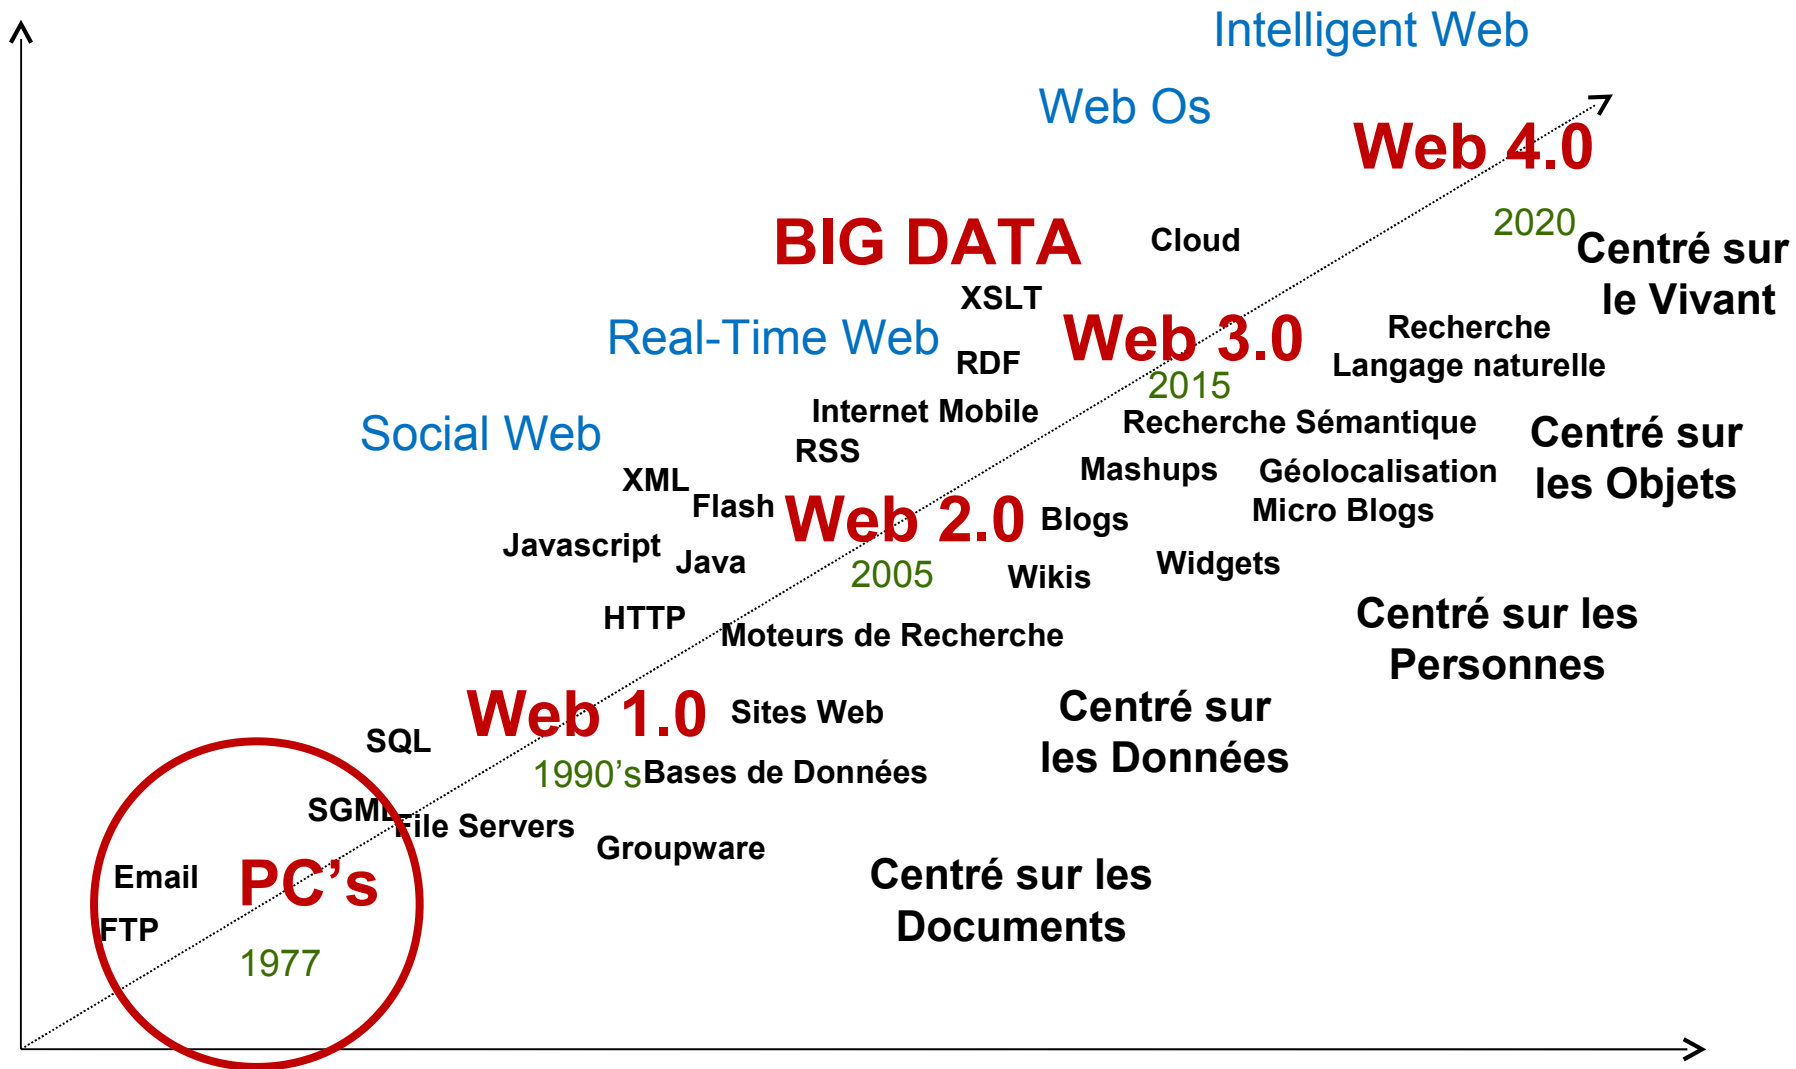 Intelligent Web
Web Os
Web 4.0
2020
Centré sur
le Vivant
BIG DATA
Cloud
XSLT
Real-Time Web
Web 3.0
2015
RDF
Recherche
Langage naturelle
Internet Mobile
Recherche Sémantique
Social Web
RSS
Mashups
Géolocalisation
Centré sur
les Objets
XML
Flash
Web 2.0
2005
Blogs
Micro Blogs
Javascript
Java
Wikis
Widgets
HTTP
Moteurs de Recherche
Centré sur les
Personnes
Web 1.0
1990’s
Sites Web
Centré sur
les Données
SQL
Bases de Données
SGML
File Servers
Groupware
Email
PC’s
FTP
1977
Centré sur les
Documents